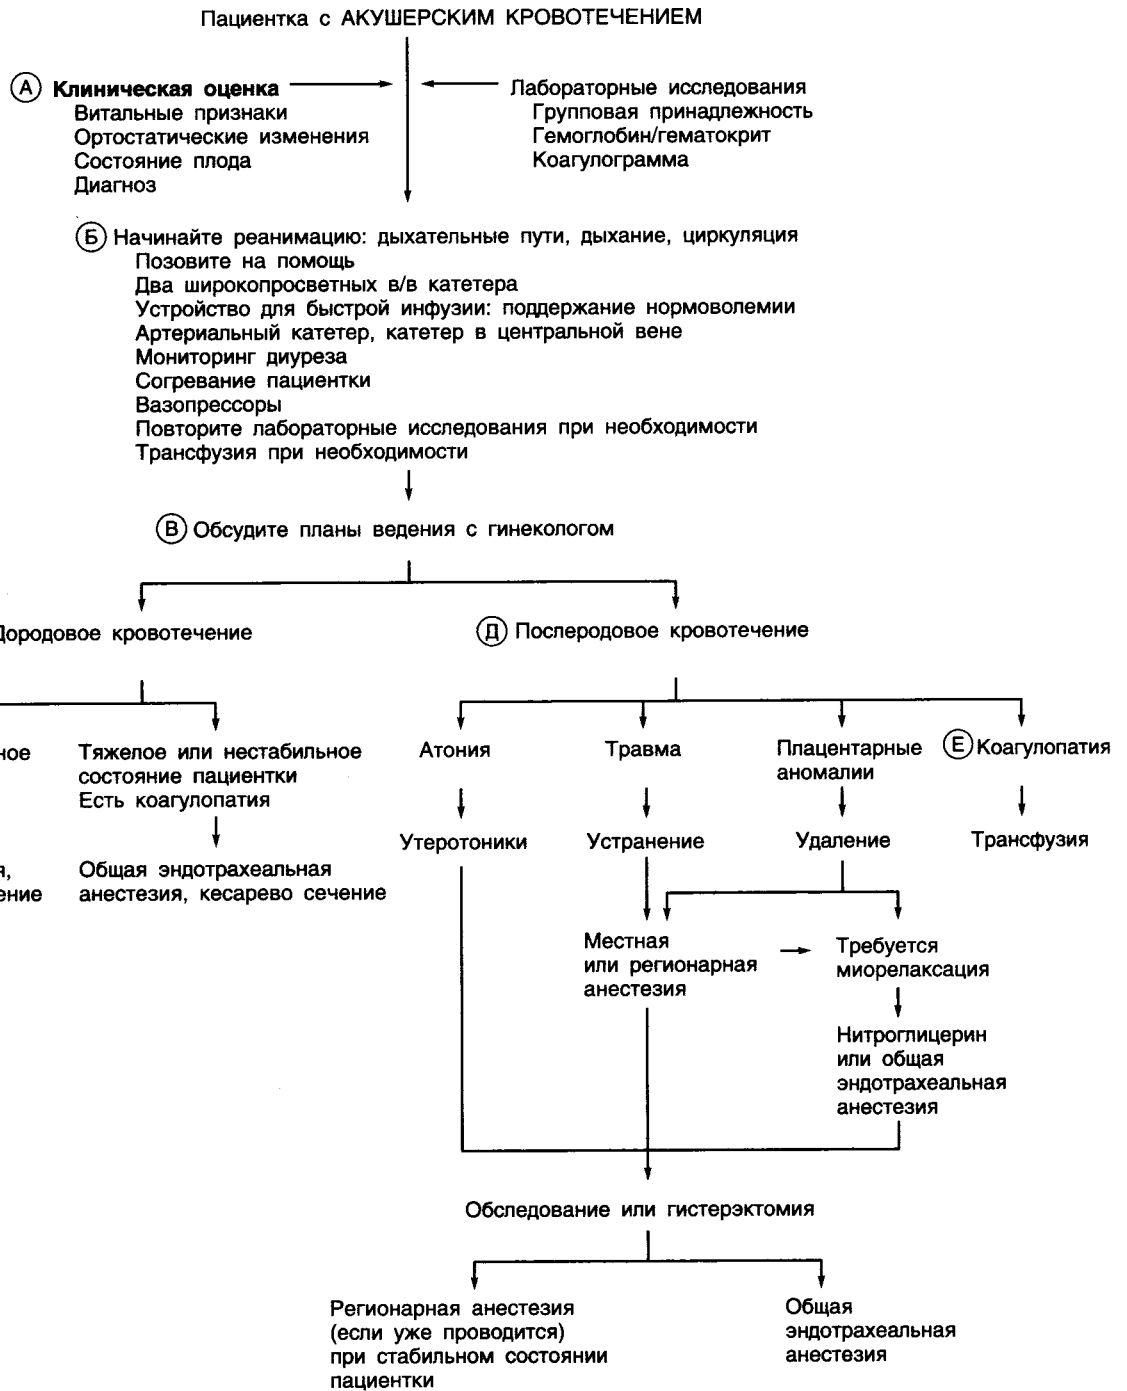 Пациентка с АКУШЕРСКИМ КРОВОТЕЧЕНИЕМ
А Клиническая оценка
Витальные признаки
Ортостатические изменения
Состояние плода
Диагноз
Лабораторные исследования
Групповая принадлежность
Гемоглобин/гематокрит
Коагулограмма
Б Начинайте реанимацию: дыхательные пути, дыхание, циркуляция
Позовите на помощь
Два широкопросветных в/в катетера
Устройство для быстрой инфузии: поддержание нормоволемии
Артериальный катетер, катетер в центральной вене
Мониторинг диуреза
Согревание пациентки
Вазопрессоры
Повторите лабораторные исследования при необходимости
Трансфузия при необходимости
В Обсудите планы ведения с гинекологом
Дородовое кровотечение
Д Послеродовое кровотечение
ное
Тяжелое или нестабильное
состояние пациентки
Есть коагулопатия
Атония
Травма
Плацентарные
аномалии
Е Коагулопатия
Утеротоники
Устранение
Удаление
Трансфузия
я,
ение
Общая эндотрахеальная
анестезия, кесарево сечение
Местная
или регионарная
анестезия
Требуется
миорелаксация
Нитроглицерин
или общая
эндотрахеальная
анестезия
Обследование или гистерэктомия
Регионарная анестезия
(если уже проводится)
при стабильном состоянии
пациентки
Общая
эндотрахеальная
анестезия